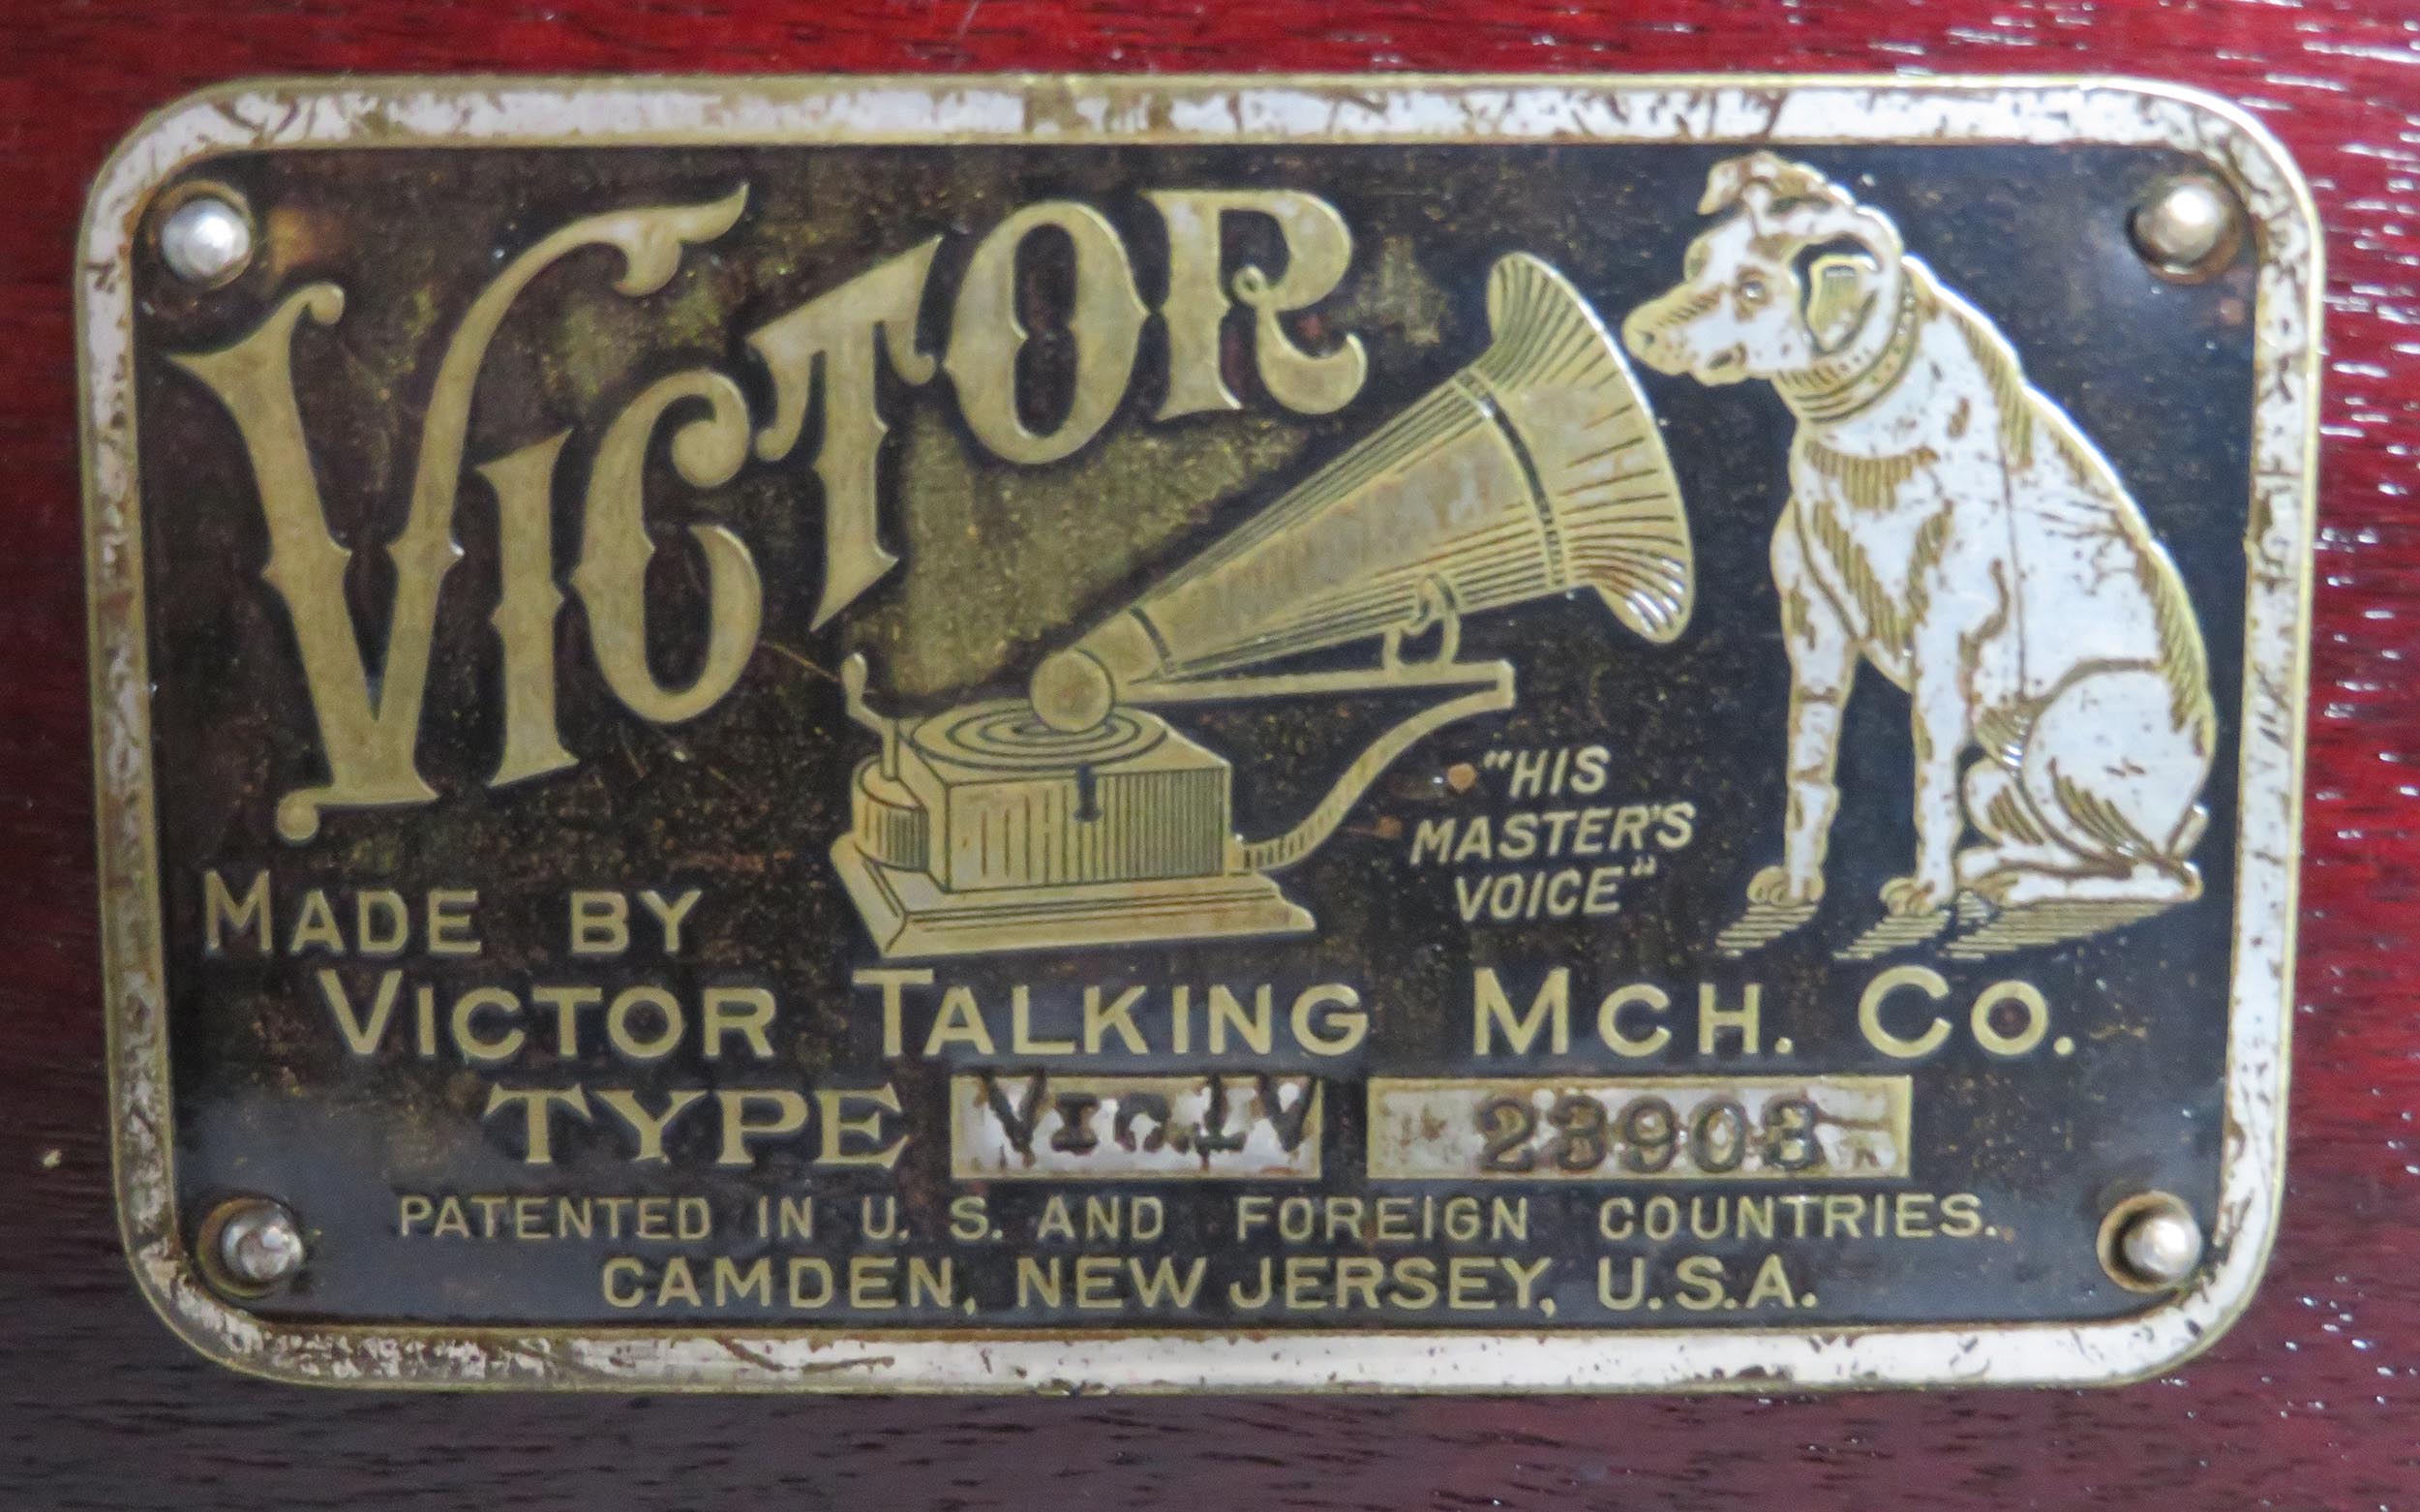 VICTOR
"HIS
MASTER'S
VOICE"
MADE BY
VICTOR TALKING MCH. CO.
TYPE VIC.IV 23903
PATENTED IN U. S. AND FOREIGN COUNTRIES.
CAMDEN, NEW JERSEY, U.S.A.